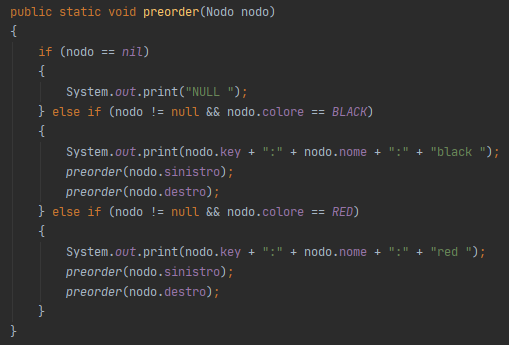 public static void preorder(Nodo nodo)
{
    if (nodo == nil)
    {
        System.out.print("NULL ");
    } else if (nodo != null && nodo.colore == BLACK)
    {
        System.out.print(nodo.key + ":" + nodo.nome + ":" + "black ");
        preorder(nodo.sinistro);
        preorder(nodo.destro);
    } else if (nodo != null && nodo.colore == RED)
    {
        System.out.print(nodo.key + ":" + nodo.nome + ":" + "red ");
        preorder(nodo.sinistro);
        preorder(nodo.destro);
    }
}